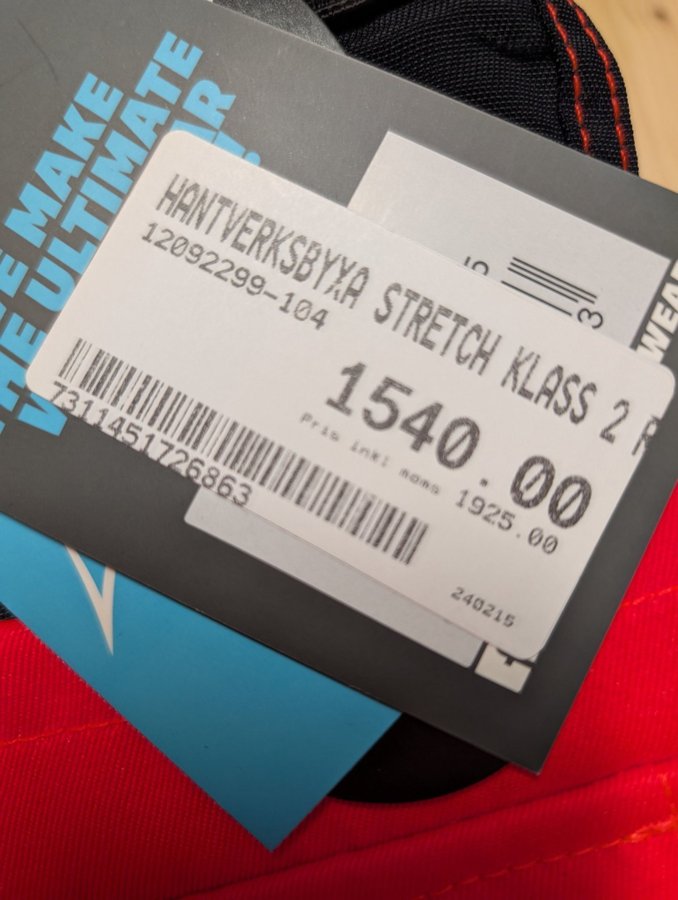 WE MAKE
THE ULTIMATE
HANTVERKSBYXA STRETCH KLASS 2 R
12092299-104
1540.00
Pris inkl moms 1925.00
7311451726863
240215
WEAR